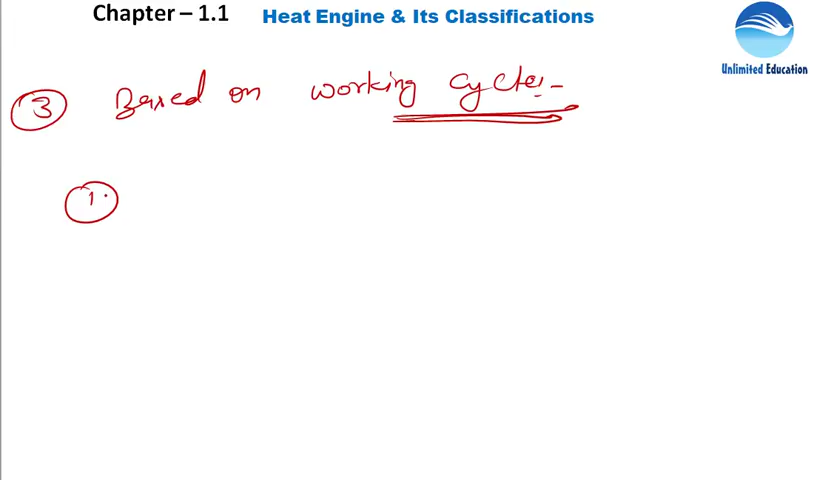 Chapter – 1.1 Heat Engine & Its Classifications
Unlimited Education
3 Based on working cycle:-
1.